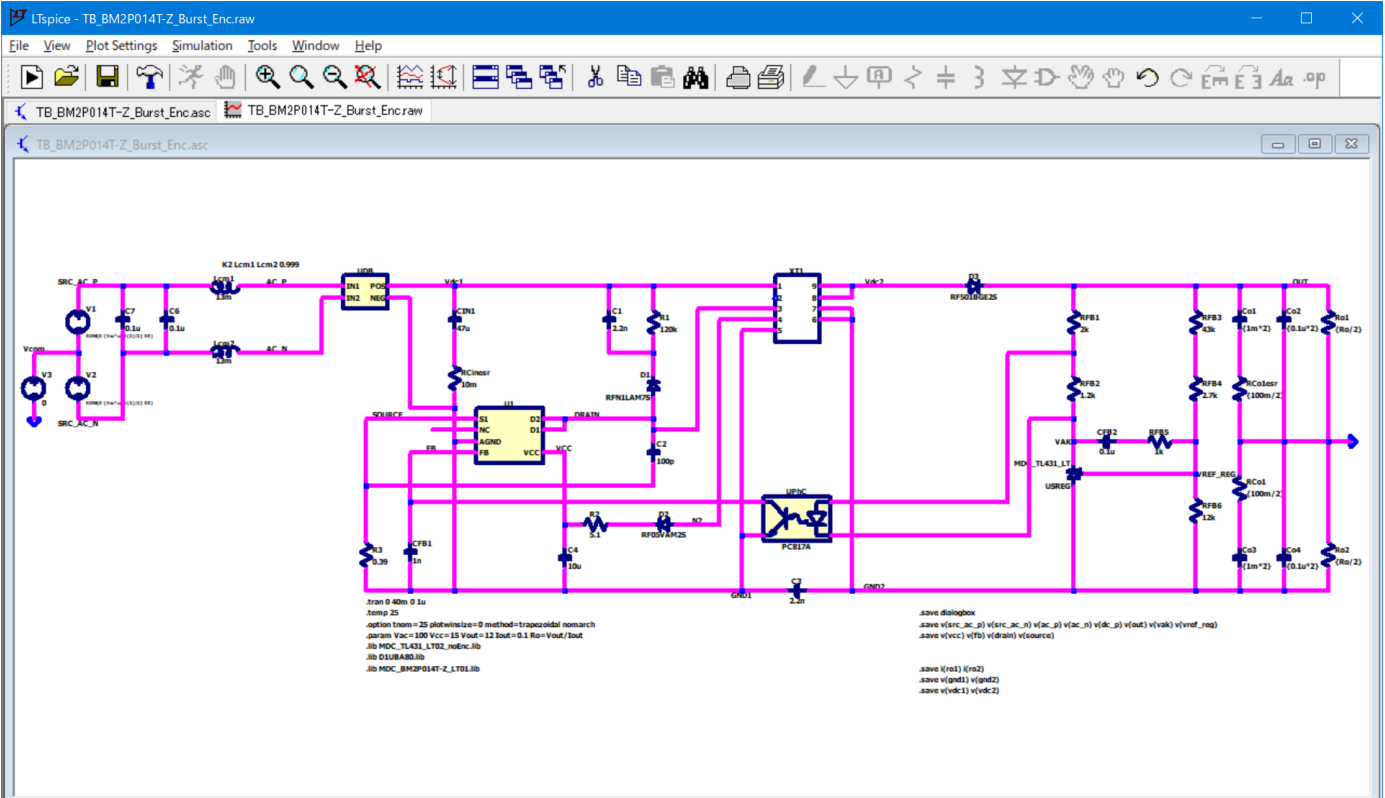 LTspice - TB_BM2P014T-Z_Burst_Enc.raw
File View Plot Settings Simulation Tools Window Help
TB_BM2P014T-Z_Burst_Enc.asc TB_BM2P014T-Z_Burst_Enc.raw
TB_BM2P014T-Z_Burst_Enc.asc
K2 Lcm1 Lcm2 0.999
SRC_AC_P
Lcm1
13m
AC_P
V1
C7
0.1u
C6
0.1u
Vcom
Lcm2
13m
AC_N
V3
0
V2
SRC_AC_N
UDB
IN1 POS
IN2 NEG
Vdc1
CIN1
47u
RCinesr
10m
C1
2.2n
R1
120k
D1
RFN1LAM7S
SOURCE
U1
S1 D2
NC D1
AGND
FB VCC
DRAIN
FB
VCC
C2
100p
R2
5.1
D2
RF05VAM2S
N2
R3
0.39
CFB1
1n
C4
10u
XT1
1 9
2 8
3 7
4 6
5
Vdc2
D3
RF501BGE2S
UPhC
PC817A
GND1
C3
2.2n
GND2
OUT
RFB1
2k
RFB2
1.2k
VAK
CFB2
0.1u
RFB5
1k
MDC_TL431_LT
USREG
RFB3
43k
RFB4
2.7k
VREF_REG
RFB6
12k
Co1
{1m*2}
Co2
{0.1u*2}
Ro1
{Ro/2}
RCo1esr
{100m/2}
RCo1
{100m/2}
Co3
{1m*2}
Co4
{0.1u*2}
Ro2
{Ro/2}
.tran 0 40m 0 1u
.temp 25
.option tnom=25 plotwinsize=0 method=trapezoidal nomarch
.param Vac=100 Vcc=15 Vout=12 Iout=0.1 Ro=Vout/Iout
.lib MDC_TL431_LT02_noEnc.lib
.lib D1UBA80.lib
.lib MDC_BM2P014T-Z_LT01.lib
.save dialogbox
.save v(src_ac_p) v(src_ac_n) v(ac_p) v(ac_n) v(dc_p) v(out) v(vak) v(vref_reg)
.save v(vcc) v(fb) v(drain) v(source)
.save i(ro1) i(ro2)
.save v(gnd1) v(gnd2)
.save v(vdc1) v(vdc2)